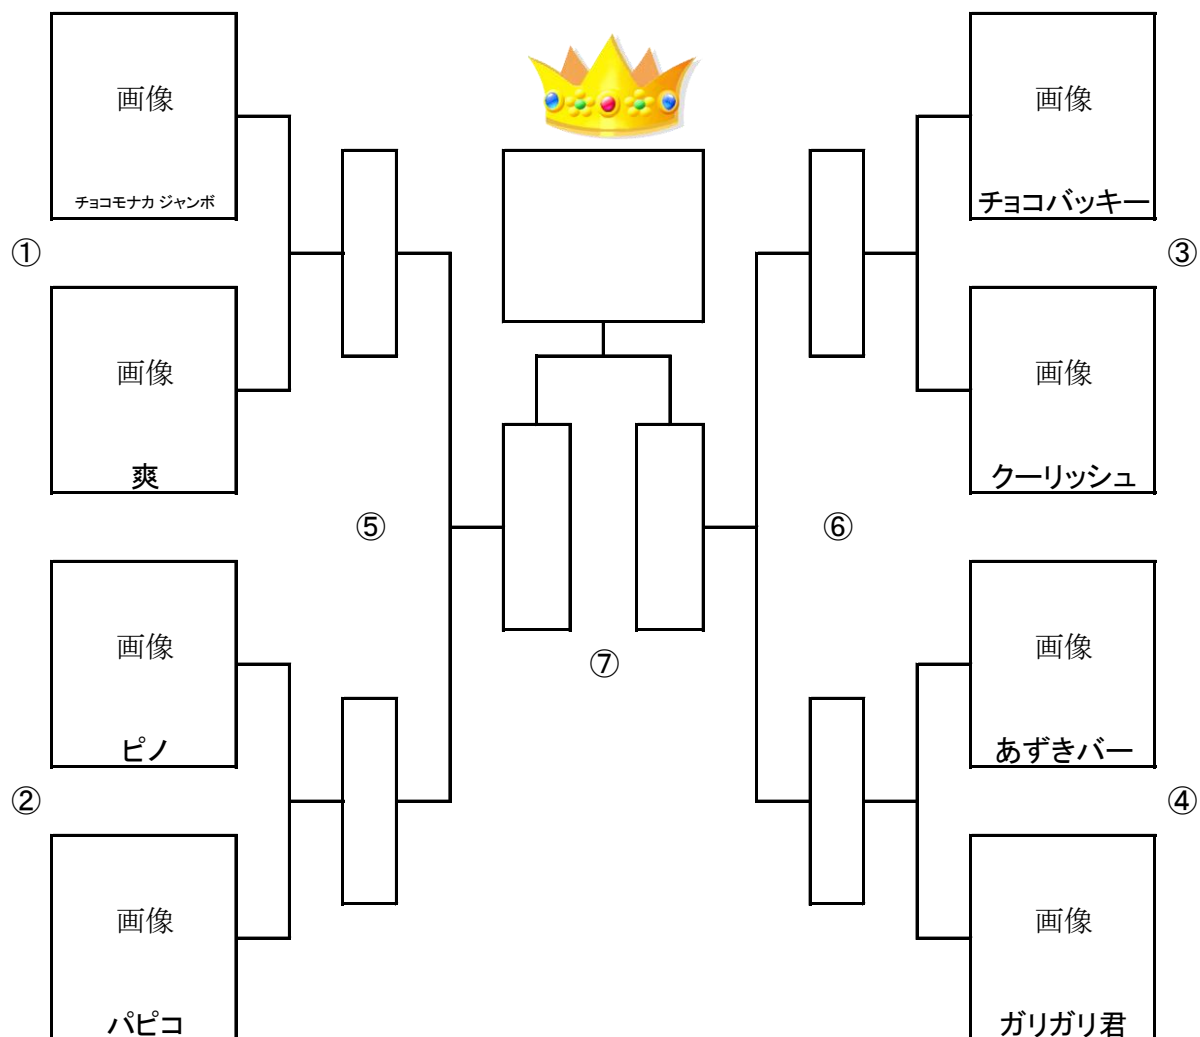 画像
チョコモナカ ジャンボ
①
画像
爽
画像
ピノ
②
画像
パピコ
⑤
⑦
⑥
画像
チョコバッキー
③
画像
クーリッシュ
画像
あずきバー
④
画像
ガリガリ君